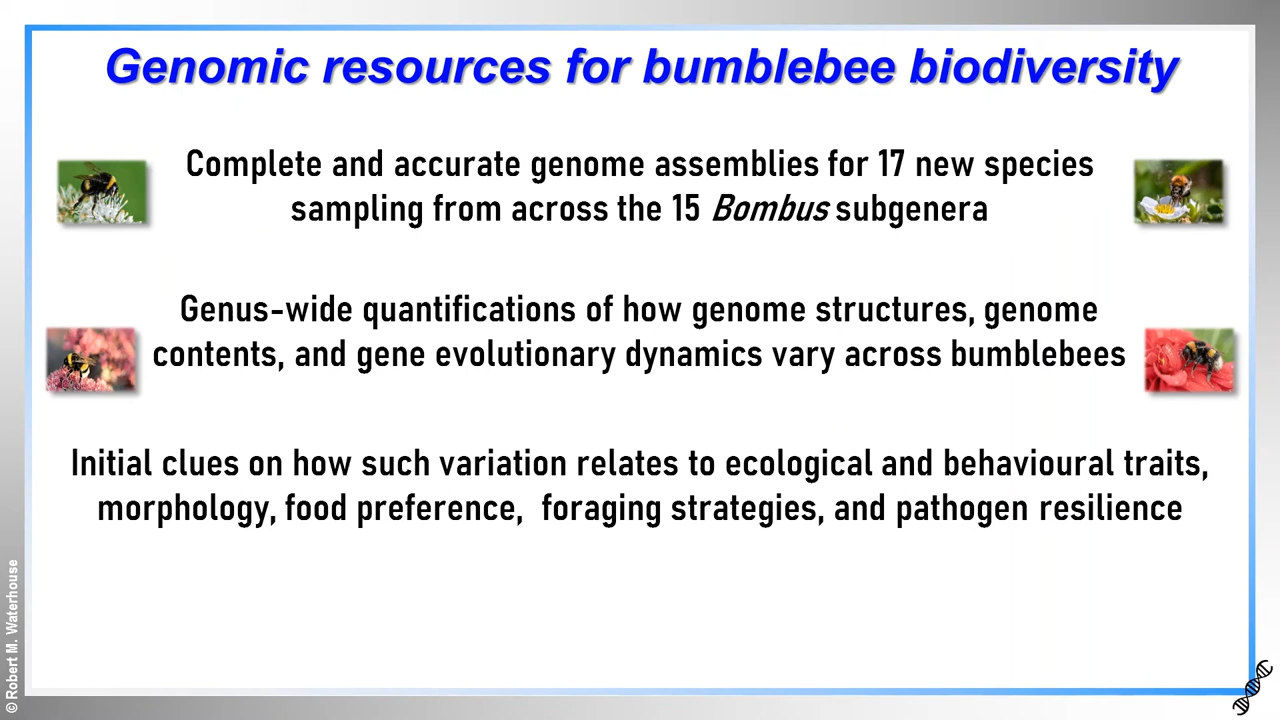 Genomic resources for bumblebee biodiversity
Complete and accurate genome assemblies for 17 new species
sampling from across the 15 Bombus subgenera
Genus-wide quantifications of how genome structures, genome
contents, and gene evolutionary dynamics vary across bumblebees
Initial clues on how such variation relates to ecological and behavioural traits,
morphology, food preference, foraging strategies, and pathogen resilience
© Robert M. Waterhouse